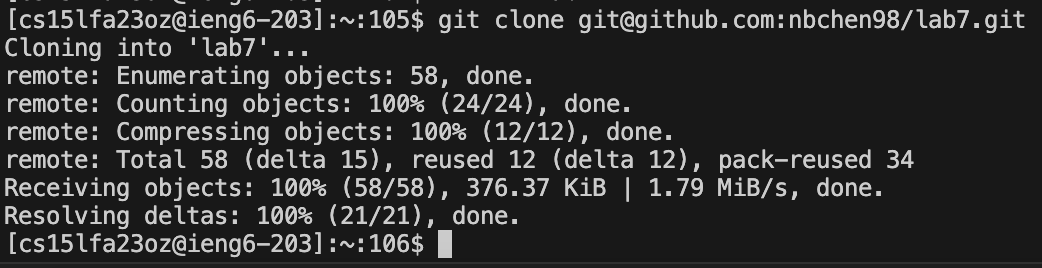 [cs15lfa23oz@ieng6-203]:~:105$ git clone git@github.com:nbchen98/lab7.git
Cloning into 'lab7'...
remote: Enumerating objects: 58, done.
remote: Counting objects: 100% (24/24), done.
remote: Compressing objects: 100% (12/12), done.
remote: Total 58 (delta 15), reused 12 (delta 12), pack-reused 34
Receiving objects: 100% (58/58), 376.37 KiB | 1.79 MiB/s, done.
Resolving deltas: 100% (21/21), done.
[cs15lfa23oz@ieng6-203]:~:106$